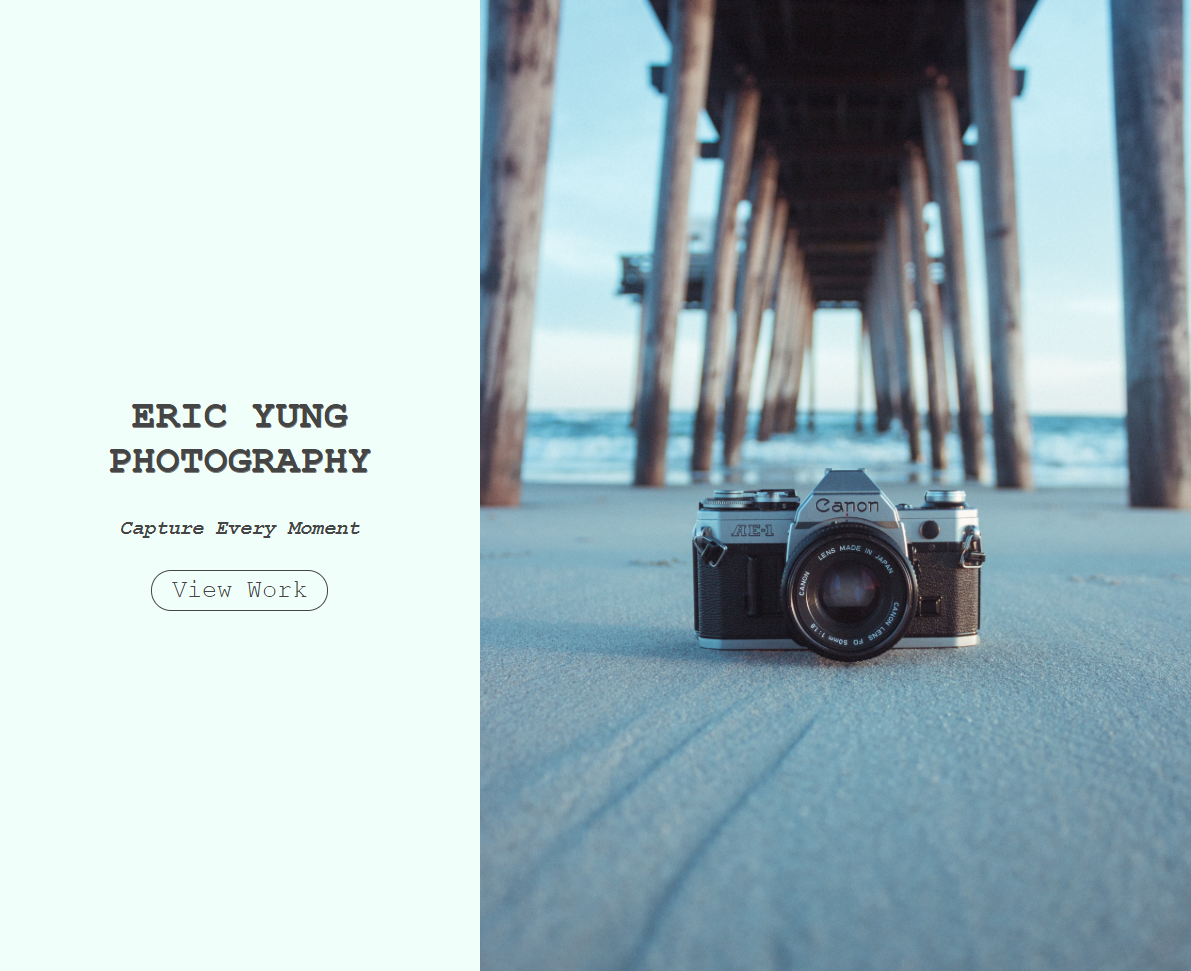 ERIC YUNG
PHOTOGRAPHY
Capture Every Moment
View Work
Canon
AE-1
CANON LENS MADE IN JAPAN
CANON LENS FD 50mm 1:1.8